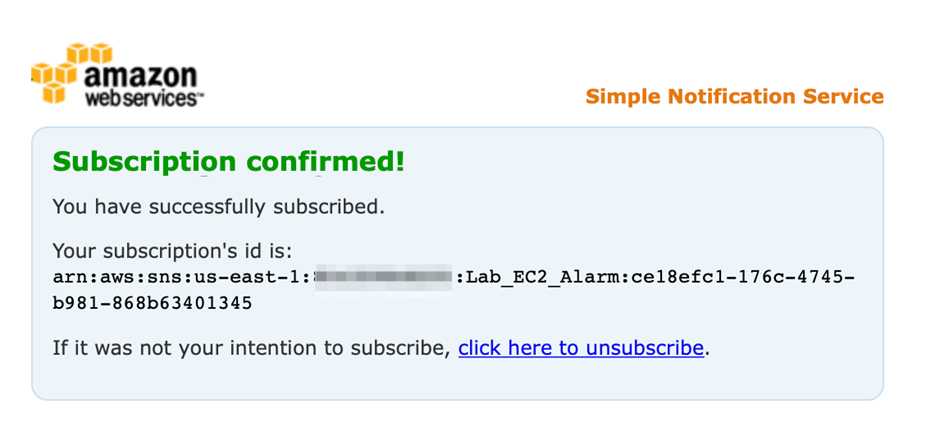 amazon
webservices™
Simple Notification Service
Subscription confirmed!
You have successfully subscribed.
Your subscription's id is:
arn:aws:sns:us-east-1: :Lab_EC2_Alarm:ce18efc1-176c-4745-
b981-868b63401345
If it was not your intention to subscribe, click here to unsubscribe.